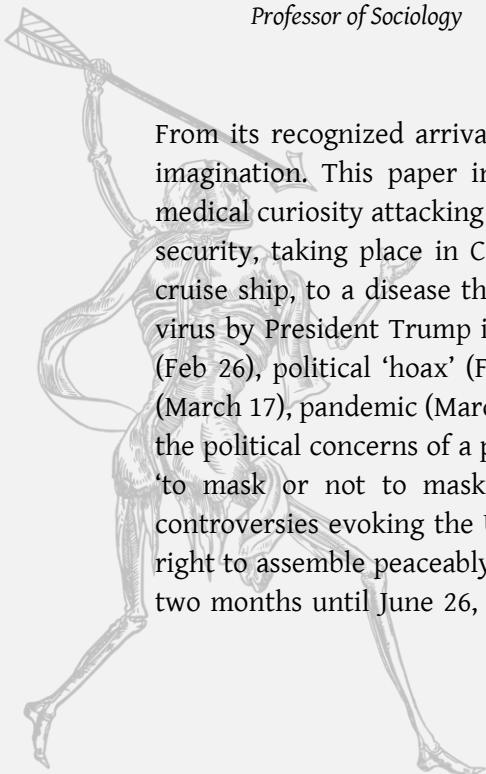 Professor of Sociology
From its recognized arriva
imagination. This paper in
medical curiosity attacking
security, taking place in C
cruise ship, to a disease th
virus by President Trump i
(Feb 26), political ‘hoax’ (F
(March 17), pandemic (Marc
the political concerns of a p
‘to mask or not to mask
controversies evoking the U
right to assemble peaceably
two months until June 26,